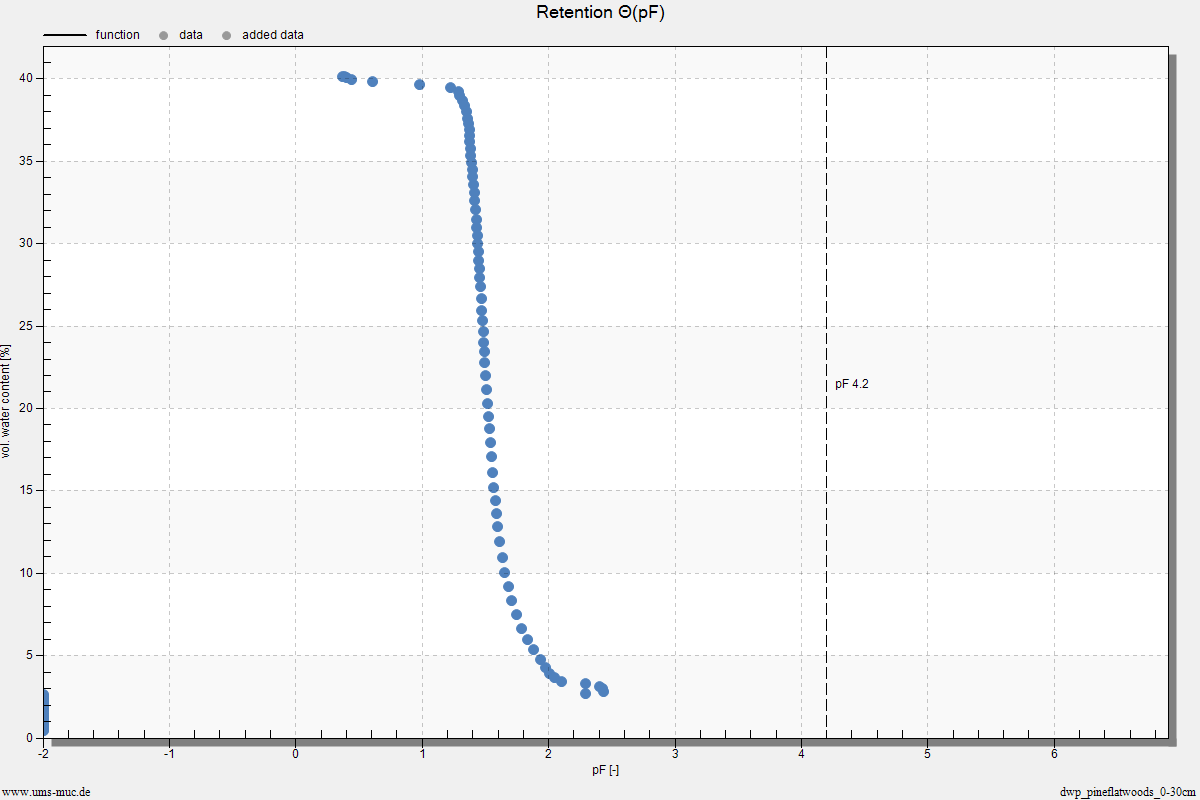 Retention Θ(pF)
function data added data
40
35
30
25
20
15
10
5
0
vol. water content [%]
pF 4.2
-2 -1 0 1 2 3 4 5 6
pF [-]
www.ums-muc.de
dwp_pineflatwoods_0-30cm